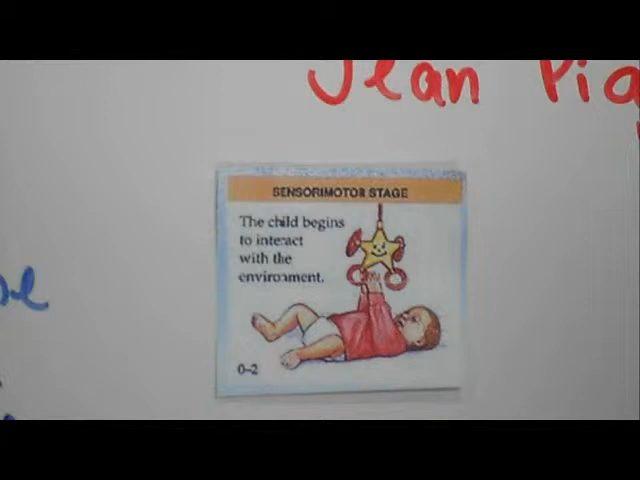 Jean Pia
SENSORIMOTOR STAGE
The child begins
to interact
with the
environment.
0–2